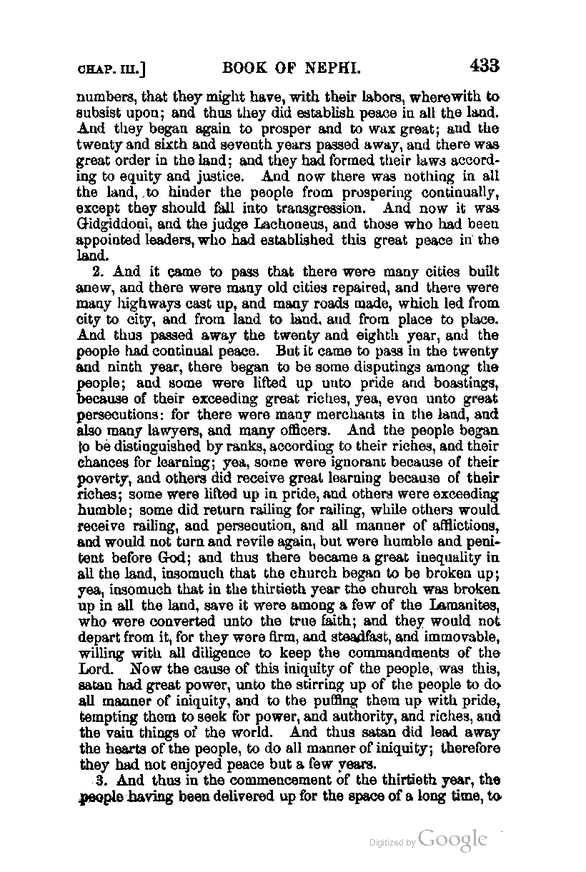 CHAP. III.] BOOK OF NEPHI. 433
numbers, that they might have, with their labors, wherewith to
subsist upon; and thus they did establish peace in all the land.
And they began again to prosper and to wax great; and the
twenty and sixth and seventh years passed away, and there was
great order in the land; and they had formed their laws accord-
ing to equity and justice. And now there was nothing in all
the land, to hinder the people from prospering continually,
except they should fall into transgression. And now it was
Gidgiddoni, and the judge Lachoneus, and those who had been
appointed leaders, who had established this great peace in the
land.
2. And it came to pass that there were many cities built
anew, and there were many old cities repaired, and there were
many highways cast up, and many roads made, which led from
city to city, and from land to land, and from place to place.
And thus passed away the twenty and eighth year, and the
people had continual peace. But it came to pass in the twenty
and ninth year, there began to be some disputings among the
people; and some were lifted up unto pride and boastings,
because of their exceeding great riches, yea, even unto great
persecutions: for there were many merchants in the land, and
also many lawyers, and many officers. And the people began
to be distinguished by ranks, according to their riches, and their
chances for learning; yea, some were ignorant because of their
poverty, and others did receive great learning because of their
riches; some were lifted up in pride, and others were exceeding
humble; some did return railing for railing, while others would
receive railing, and persecution, and all manner of afflictions,
and would not turn and revile again, but were humble and peni-
tent before God; and thus there became a great inequality in
all the land, insomuch that the church began to be broken up;
yea, insomuch that in the thirtieth year the church was broken
up in all the land, save it were among a few of the Lamanites,
who were converted unto the true faith; and they would not
depart from it, for they were firm, and steadfast, and immovable,
willing with all diligence to keep the commandments of the
Lord. Now the cause of this iniquity of the people, was this,
satan had great power, unto the stirring up of the people to do
all manner of iniquity, and to the puffing them up with pride,
tempting them to seek for power, and authority, and riches, and
the vain things of the world. And thus satan did lead away
the hearts of the people, to do all manner of iniquity; therefore
they had not enjoyed peace but a few years.
3. And thus in the commencement of the thirtieth year, the
people having been delivered up for the space of a long time, to
Digitized by Google